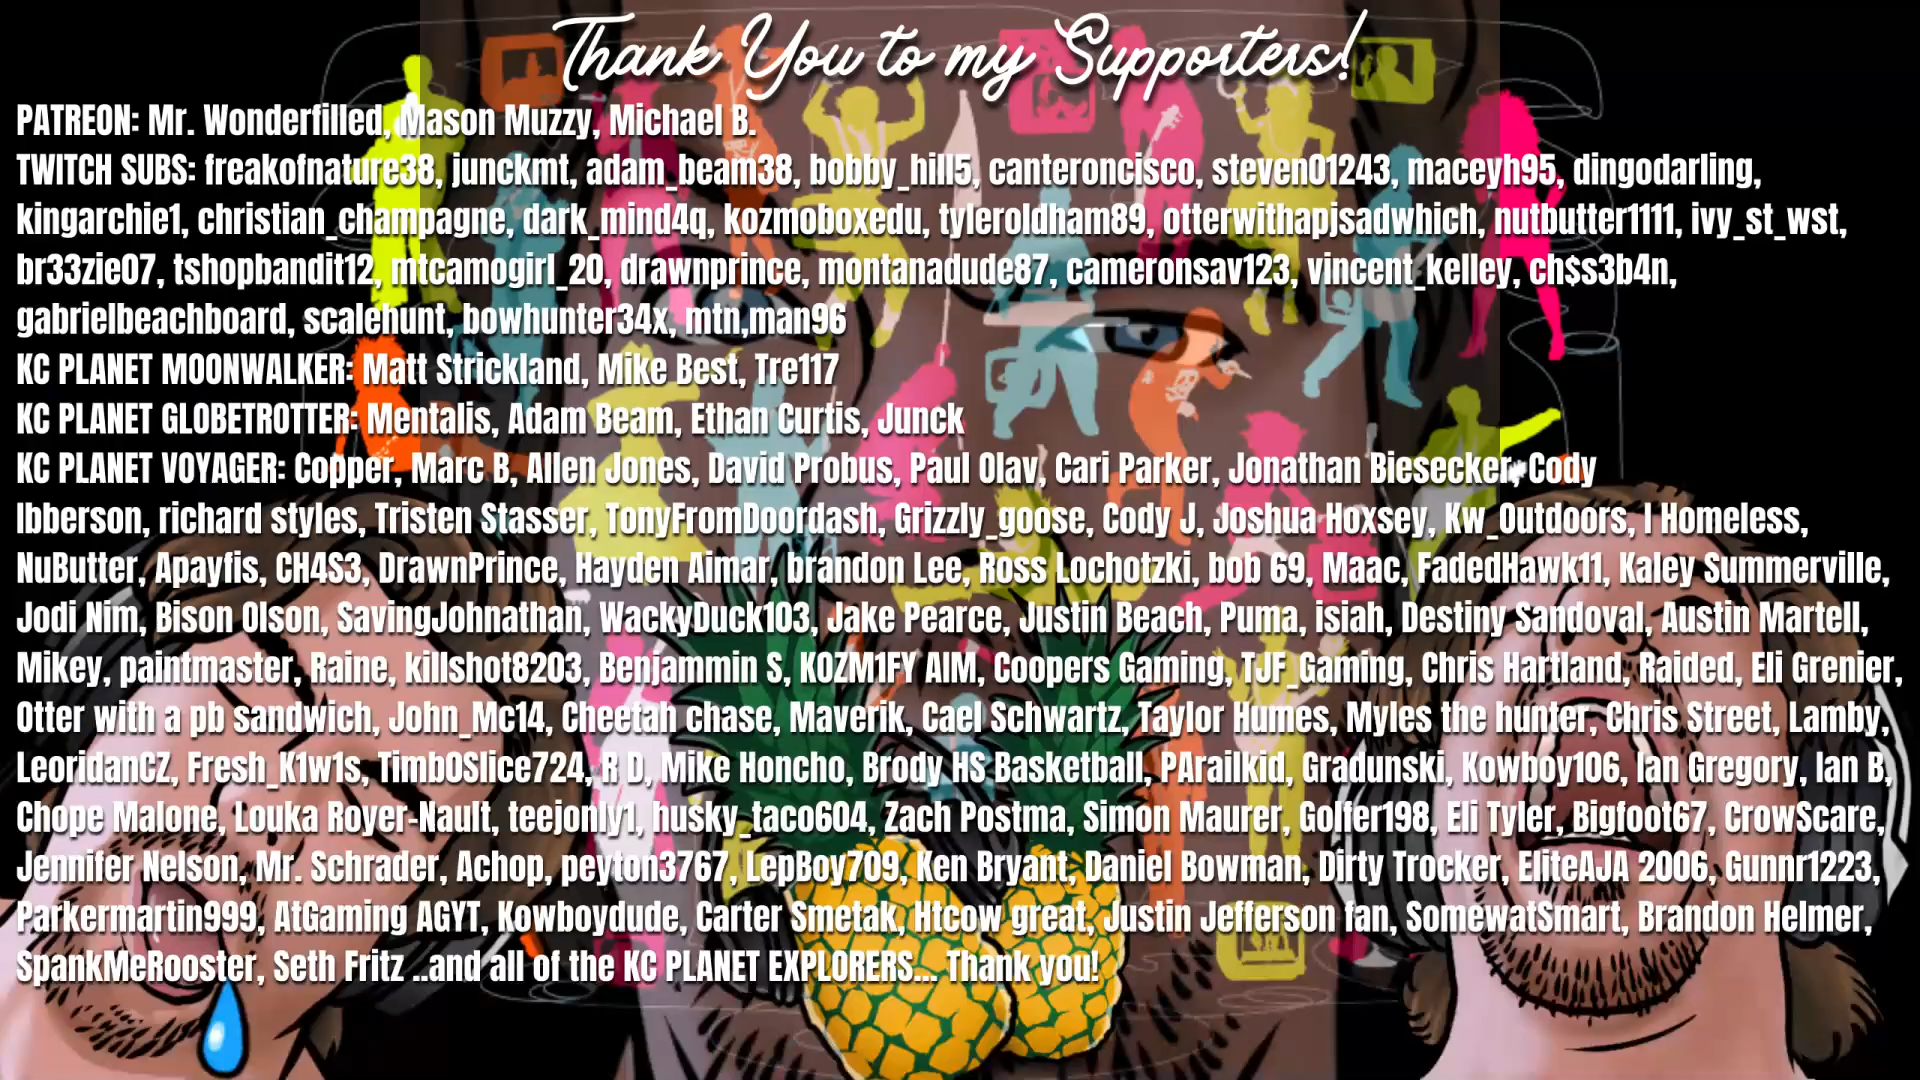 Thank You to my Supporters!
PATREON: Mr. Wonderfilled, Mason Muzzy, Michael B.
TWITCH SUBS: freakofnature38, junckmt, adam_beam38, bobby_hill5, canteroncisco, steven01243, maceyh95, dingodarling,
kingarchie1, christian_champagne, dark_mind4q, kozmoboxedu, tyleroldham89, otterwithapjsadwhich, nutbutter1111, ivy_st_wst,
br33zie07, tshopbandit12, mtcamogirl_20, drawnprince, montanadude87, cameronsav123, vincent_kelley, ch$s3b4n,
gabrielbeachboard, scalehunt, bowhunter34x, mtn,man96
KC PLANET MOONWALKER: Matt Strickland, Mike Best, Tre117
KC PLANET GLOBETROTTER: Mentalis, Adam Beam, Ethan Curtis, Junck
KC PLANET VOYAGER: Copper, Marc B, Allen Jones, David Probus, Paul Olav, Cari Parker, Jonathan Biesecker, Cody
Ibberson, richard styles, Tristen Stasser, TonyFromDoordash, Grizzly_goose, Cody J, Joshua Hoxsey, Kw_Outdoors, I Homeless,
NuButter, Apayfis, CH4S3, DrawnPrince, Hayden Aimar, brandon Lee, Ross Lochotzki, bob 69, Maac, FadedHawk11, Kaley Summerville,
Jodi Nim, Bison Olson, SavingJohnathan, WackyDuck103, Jake Pearce, Justin Beach, Puma, isiah, Destiny Sandoval, Austin Martell,
Mikey, paintmaster, Raine, killshot8203, Benjammin S, KOZM1FY AIM, Coopers Gaming, TJF_Gaming, Chris Hartland, Raided, Eli Grenier,
Otter with a pb sandwich, John_Mc14, Cheetah chase, Maverik, Cael Schwartz, Taylor Humes, Myles the hunter, Chris Street, Lamby,
LeoridanCZ, Fresh_K1w1s, TimbOSlice724, R D, Mike Honcho, Brody HS Basketball, PArailkid, Gradunski, Kowboy106, Ian Gregory, Ian B,
Chope Malone, Louka Royer-Nault, teejonly1, husky_taco604, Zach Postma, Simon Maurer, Golfer198, Eli Tyler, Bigfoot67, CrowScare,
Jennifer Nelson, Mr. Schrader, Achop, peyton3767, LepBoy709, Ken Bryant, Daniel Bowman, Dirty Trocker, EliteAJA 2006, Gunnr1223,
Parkermartin999, AtGaming AGYT, Kowboydude, Carter Smetak, Htcow great, Justin Jefferson fan, SomewatSmart, Brandon Helmer,
SpankMeRooster, Seth Fritz ..and all of the KC PLANET EXPLORERS... Thank you!